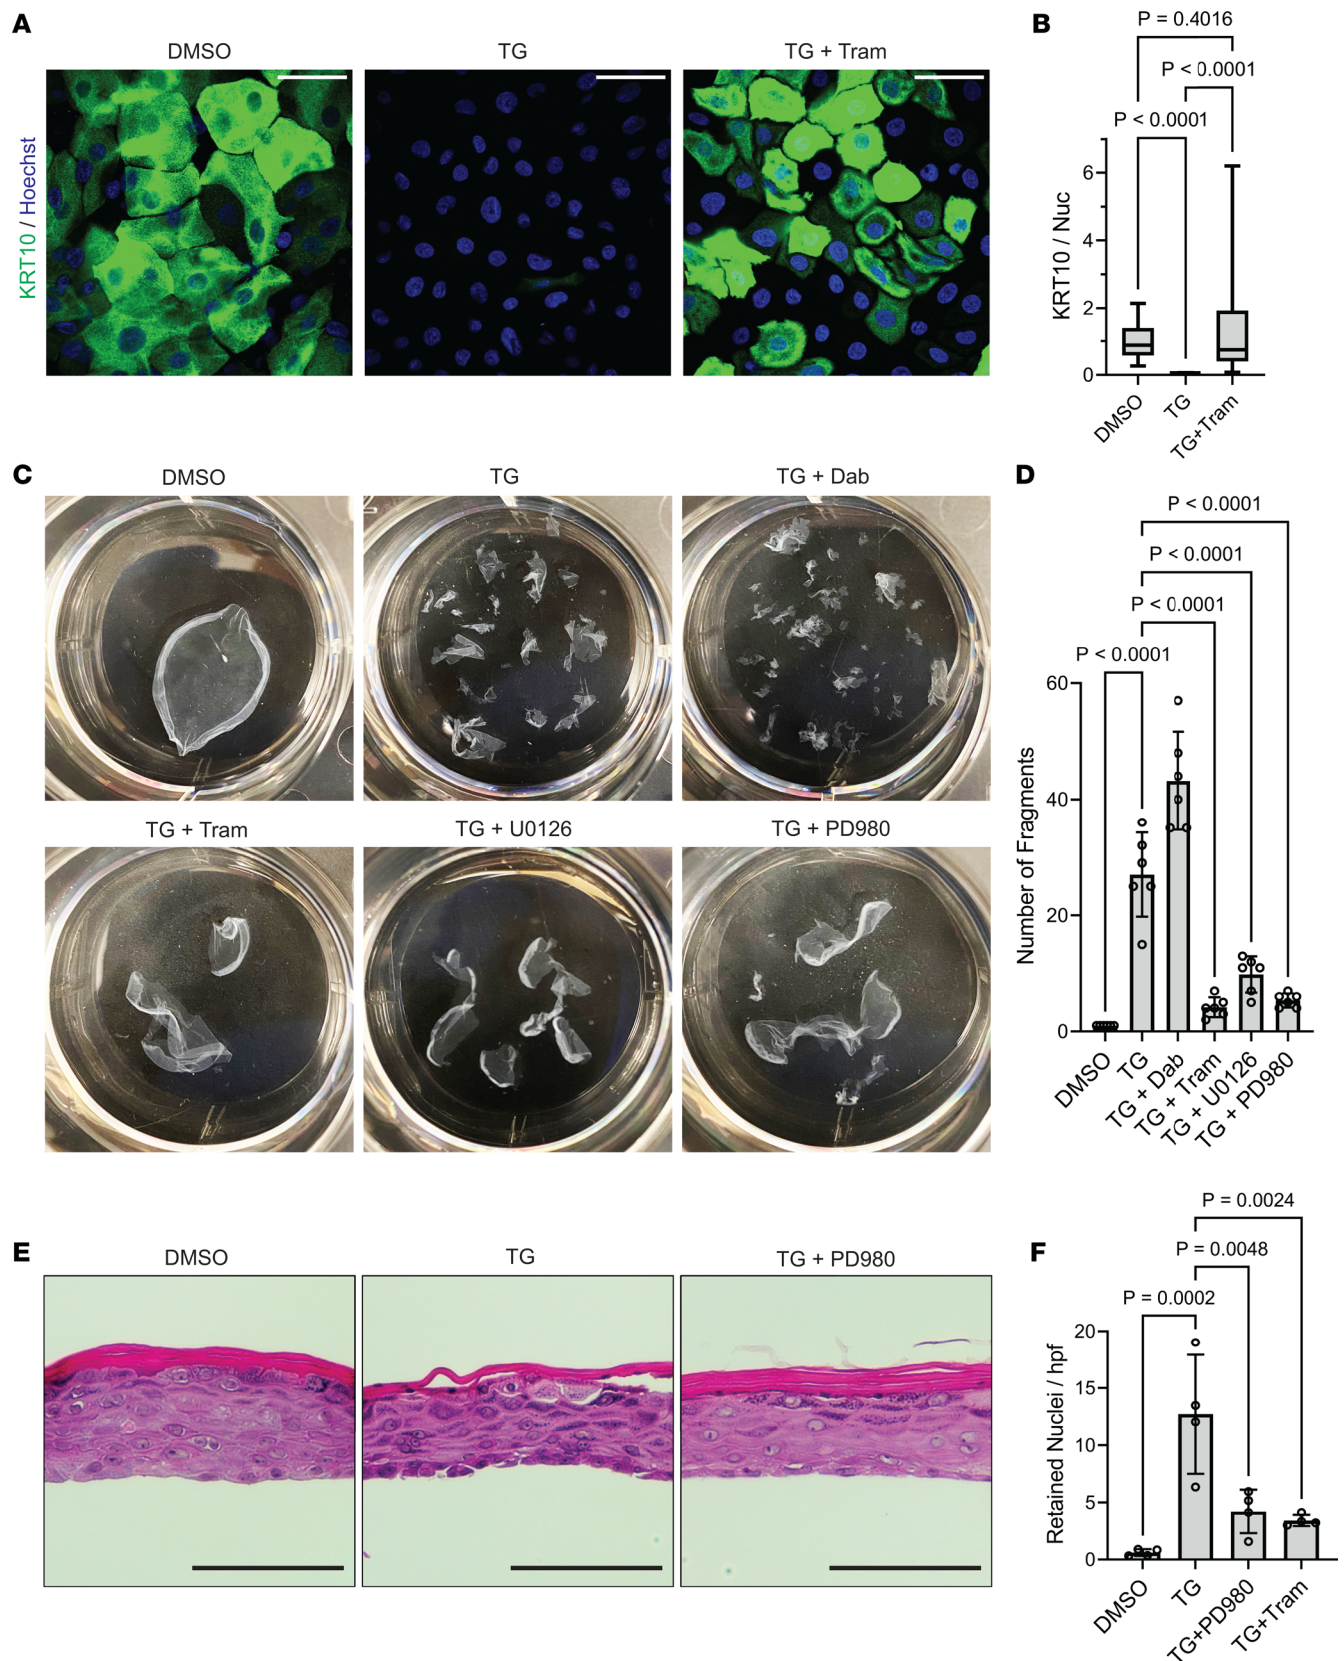 A
DMSO
TG
TG + Tram
KRT10 / Hoechst
B
P = 0.4016
P < 0.0001
P < 0.0001
KRT10 / Nuc
6
4
2
0
DMSO
TG
TG+Tram
C
DMSO
TG
TG + Dab
TG + Tram
TG + U0126
TG + PD980
D
P < 0.0001
P < 0.0001
P < 0.0001
P < 0.0001
Number of Fragments
60
40
20
0
DMSO
TG
TG + Dab
TG + Tram
TG + U0126
TG + PD980
E
DMSO
TG
TG + PD980
F
P = 0.0024
P = 0.0048
P = 0.0002
Retained Nuclei / hpf
20
15
10
5
0
DMSO
TG
TG+PD980
TG+Tram